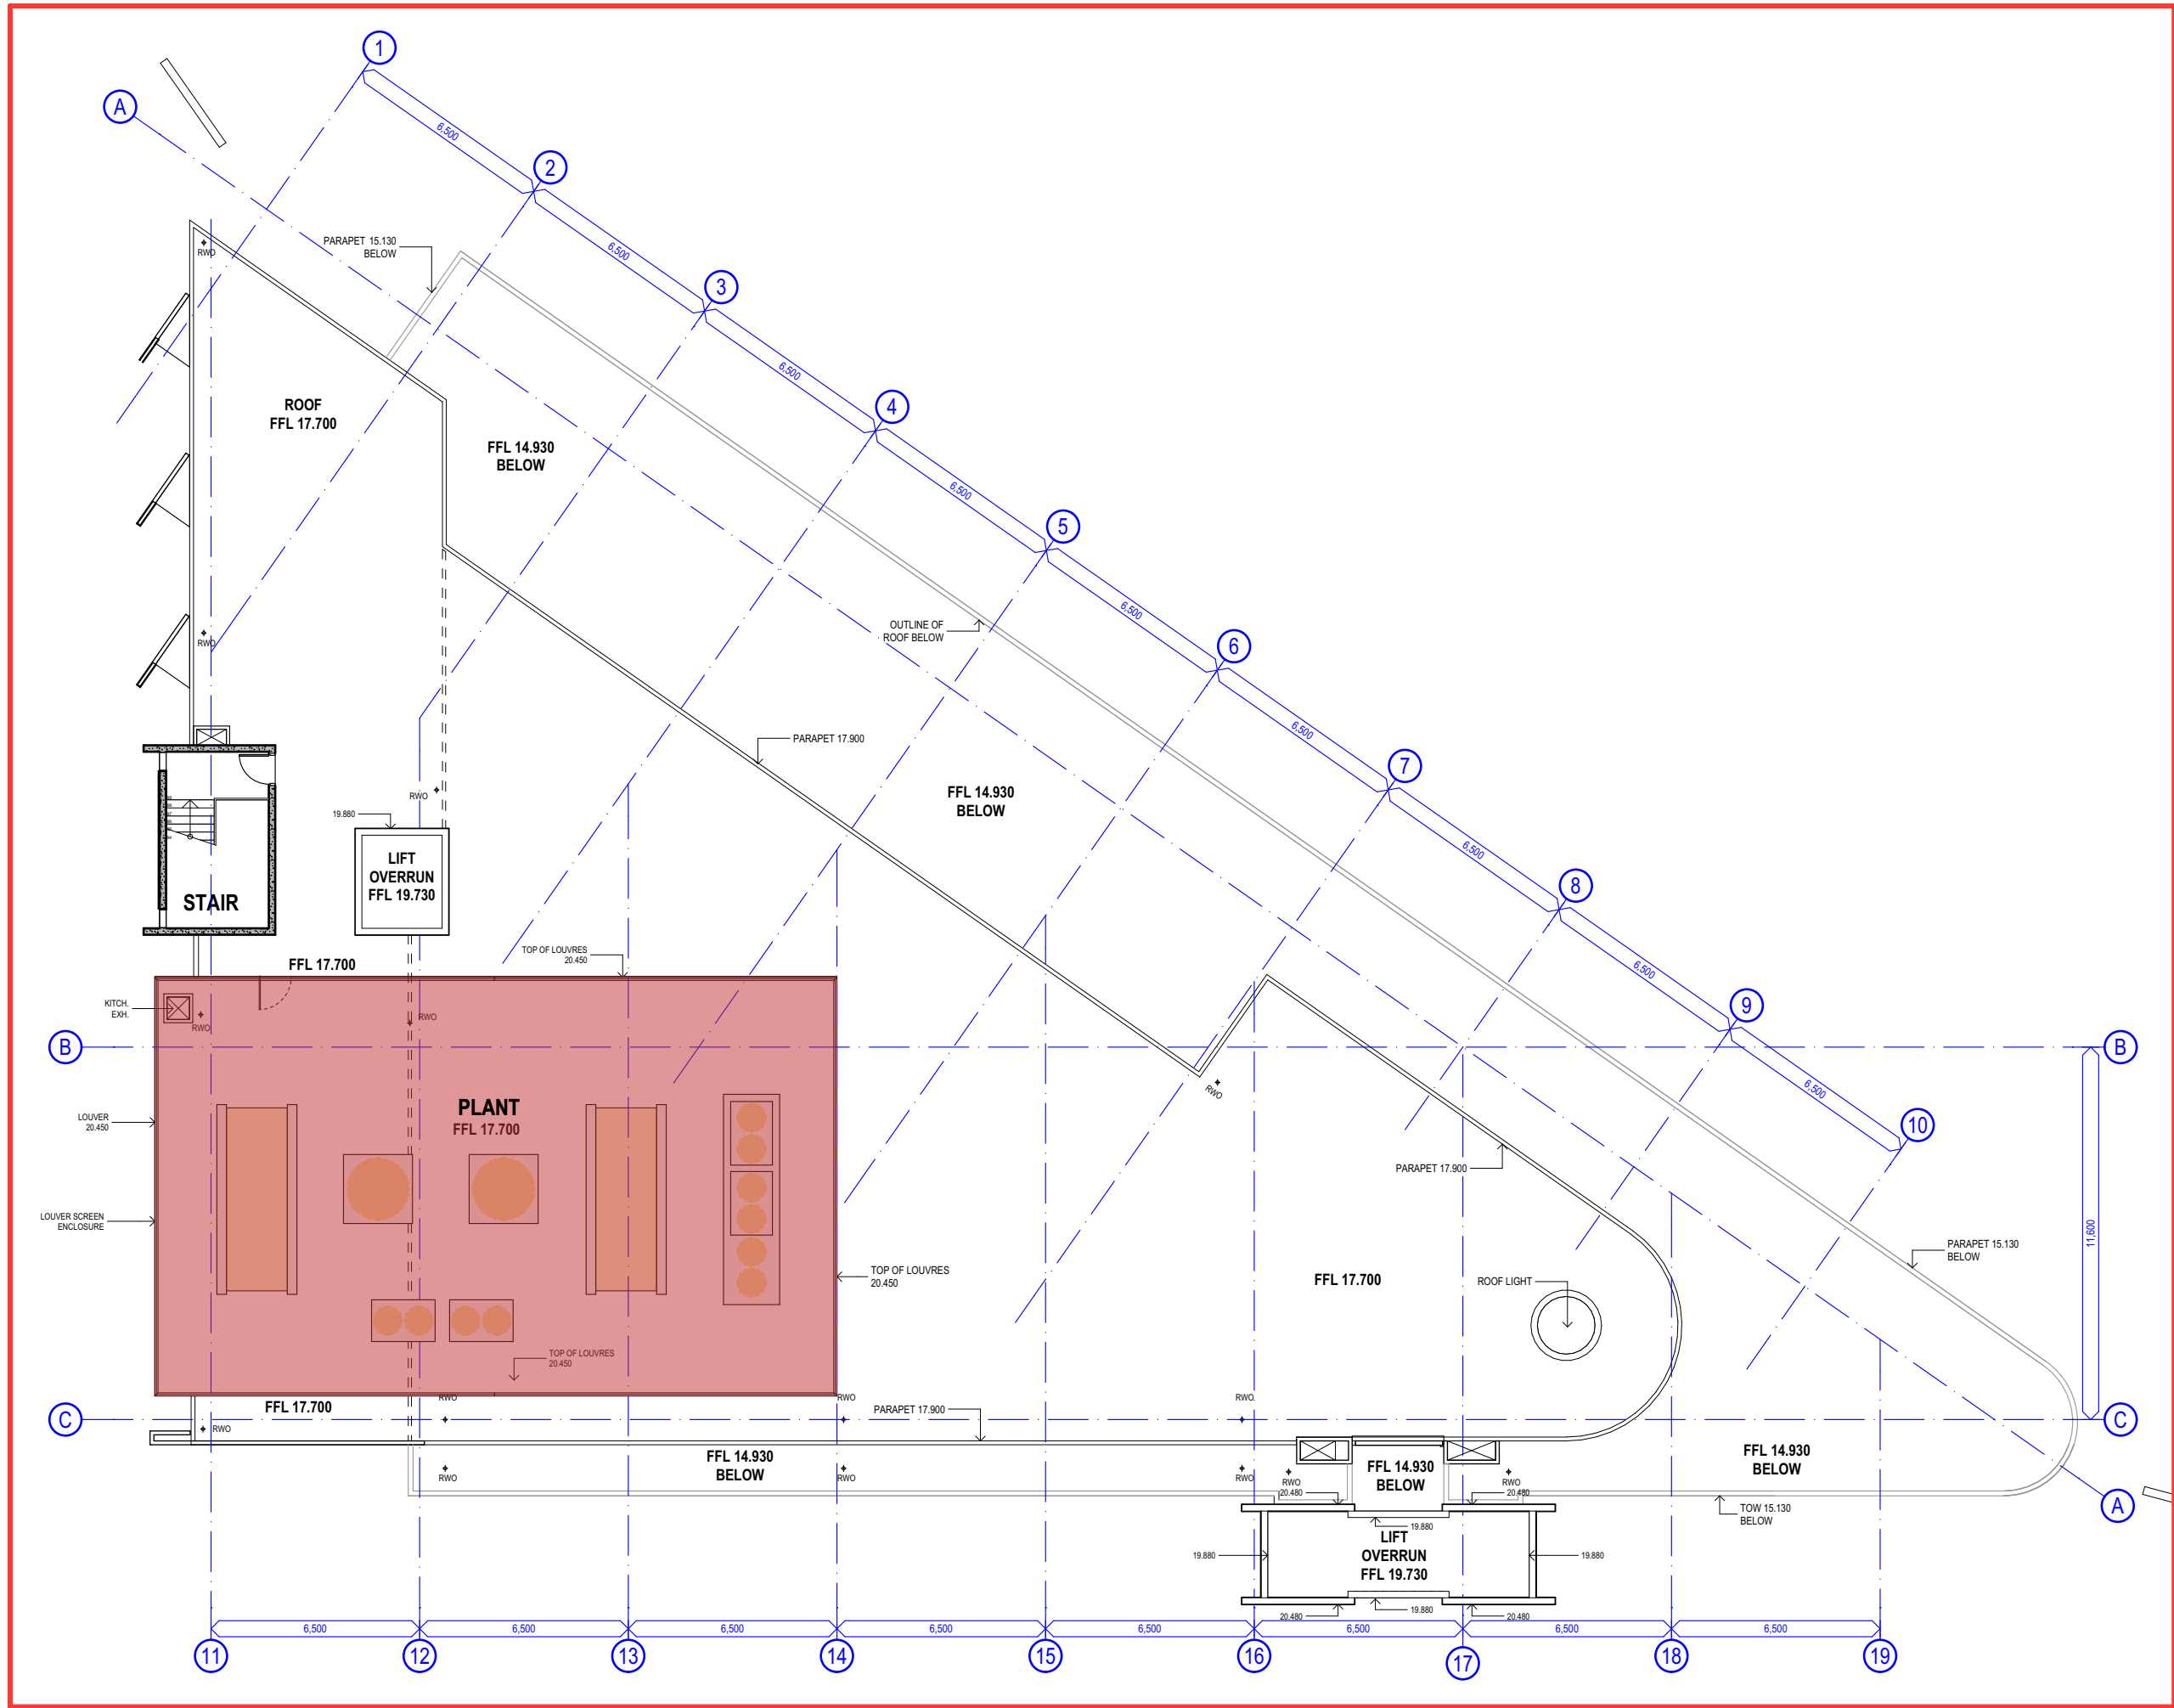 1
A
6,500
2
PARAPET 15.130
BELOW
RWO
6,500
3
6,500
4
ROOF
FFL 17.700
FFL 14.930
BELOW
6,500
5
6,500
6
OUTLINE OF
ROOF BELOW
RWO
6,500
7
PARAPET 17.900
RWO
FFL 14.930
BELOW
19.880
6,500
8
LIFT
OVERRUN
FFL 19.730
STAIR
TOP OF LOUVRES
20.450
FFL 17.700
6,500
9
KITCH.
EXH.
RWO
RWO
B
B
RWO
6,500
10
LOUVER
20.450
PLANT
FFL 17.700
PARAPET 17.900
LOUVER SCREEN
ENCLOSURE
11,600
PARAPET 15.130
BELOW
TOP OF LOUVRES
20.450
FFL 17.700
ROOF LIGHT
TOP OF LOUVRES
20.450
RWO
RWO
RWO
FFL 17.700
PARAPET 17.900
C
RWO
C
FFL 14.930
BELOW
FFL 14.930
BELOW
FFL 14.930
BELOW
RWO
RWO
RWO
RWO
RWO
20.480
20.480
A
TOW 15.130
BELOW
19.880
LIFT
OVERRUN
FFL 19.730
19.880
19.880
19.880
20.480
20.480
6,500
6,500
6,500
6,500
6,500
6,500
6,500
6,500
11
12
13
14
15
16
17
18
19